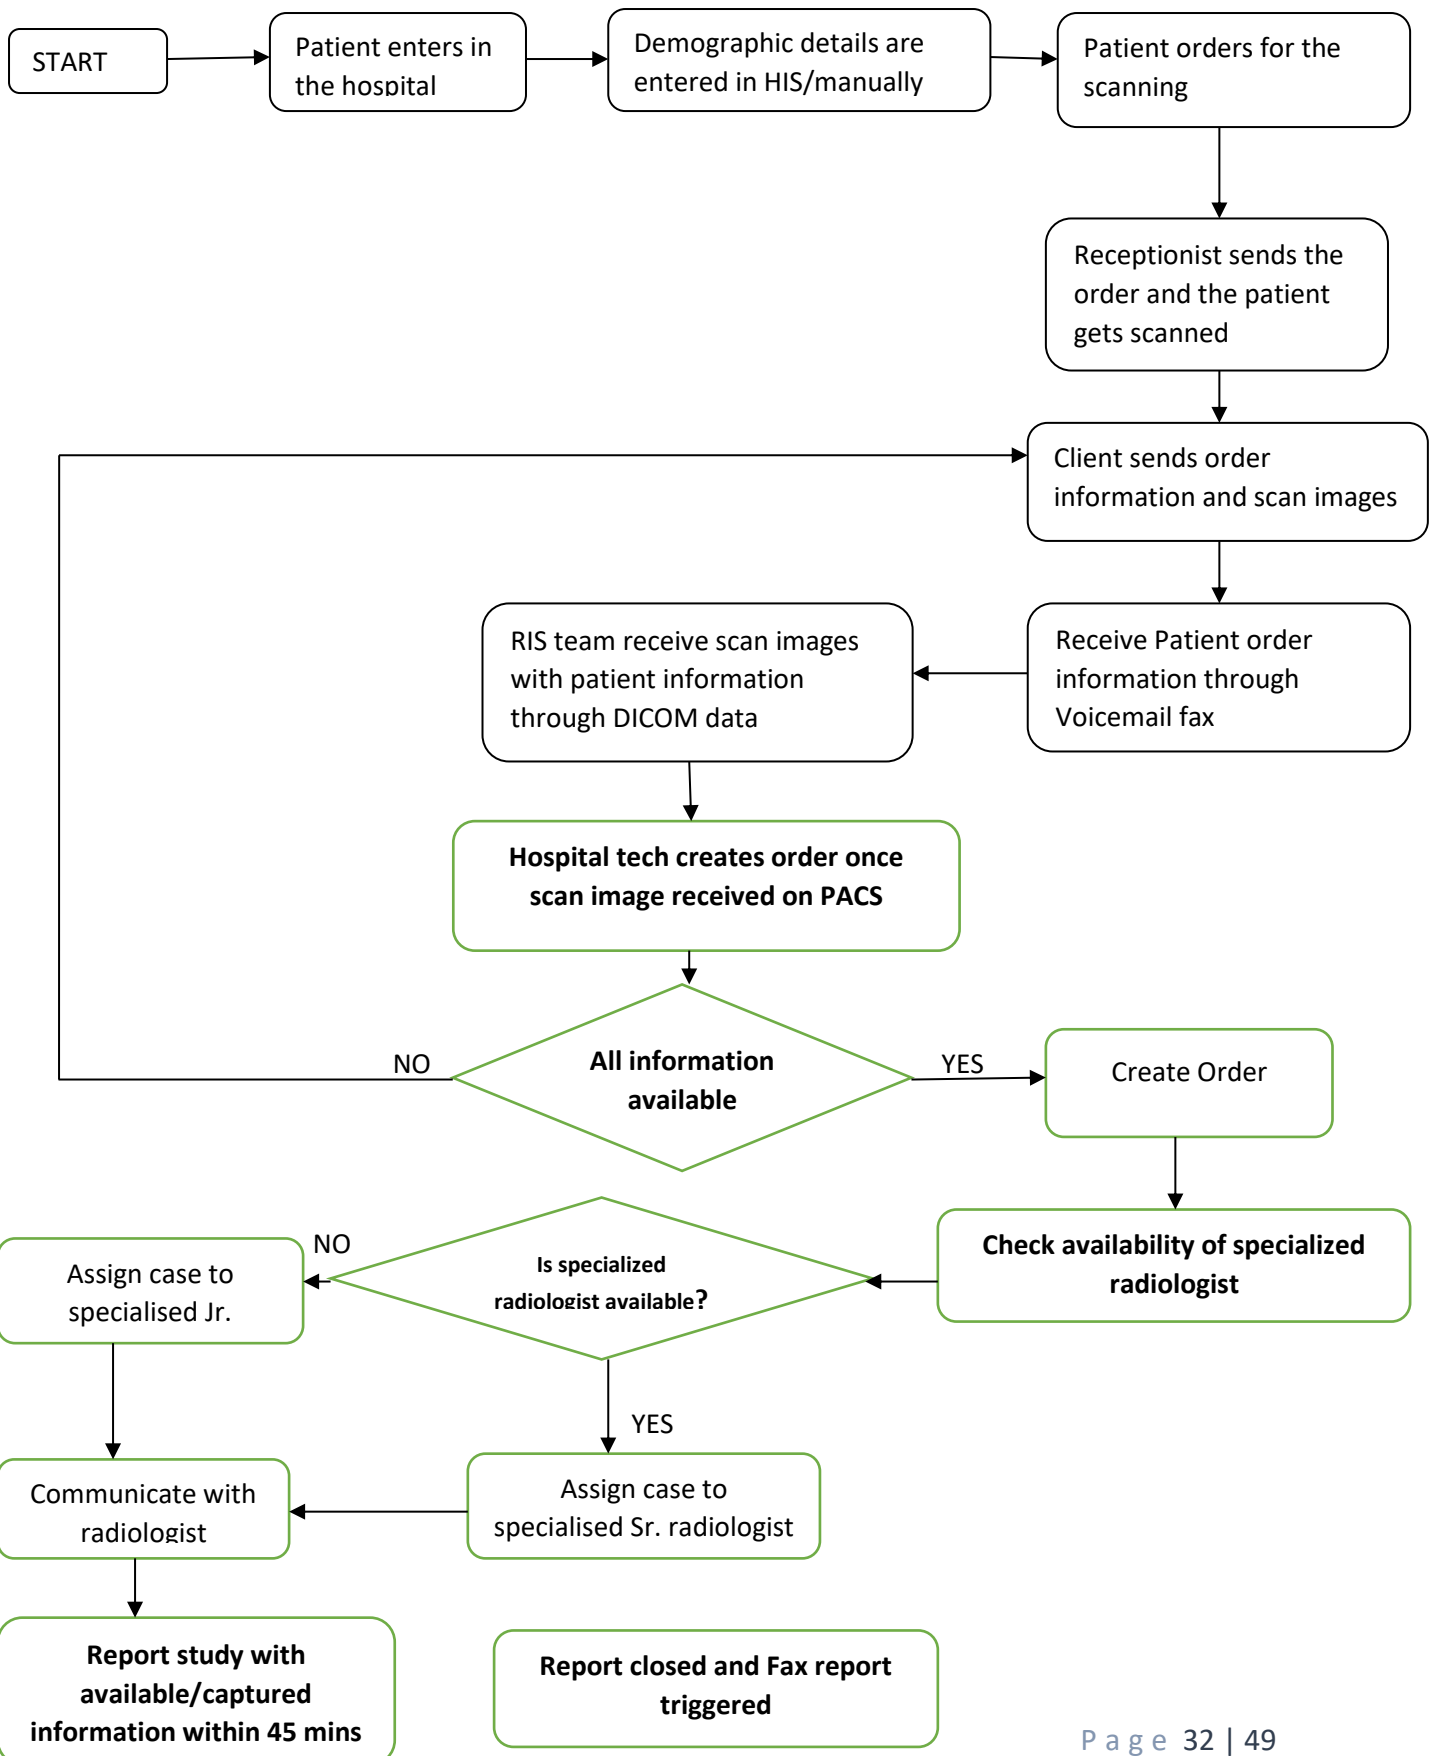 START
Patient enters in
the hospital
Demographic details are
entered in HIS/manually
Patient orders for the
scanning
Receptionist sends the
order and the patient
gets scanned
Client sends order
information and scan images
Receive Patient order
information through
Voicemail fax
RIS team receive scan images
with patient information
through DICOM data
Hospital tech creates order once
scan image received on PACS
All information
available
NO
YES
Create Order
Check availability of specialized
radiologist
Is specialized
radiologist available?
NO
Assign case to
specialised Jr.
YES
Assign case to
specialised Sr. radiologist
Communicate with
radiologist
Report study with
available/captured
information within 45 mins
Report closed and Fax report
triggered
Page 32 | 49